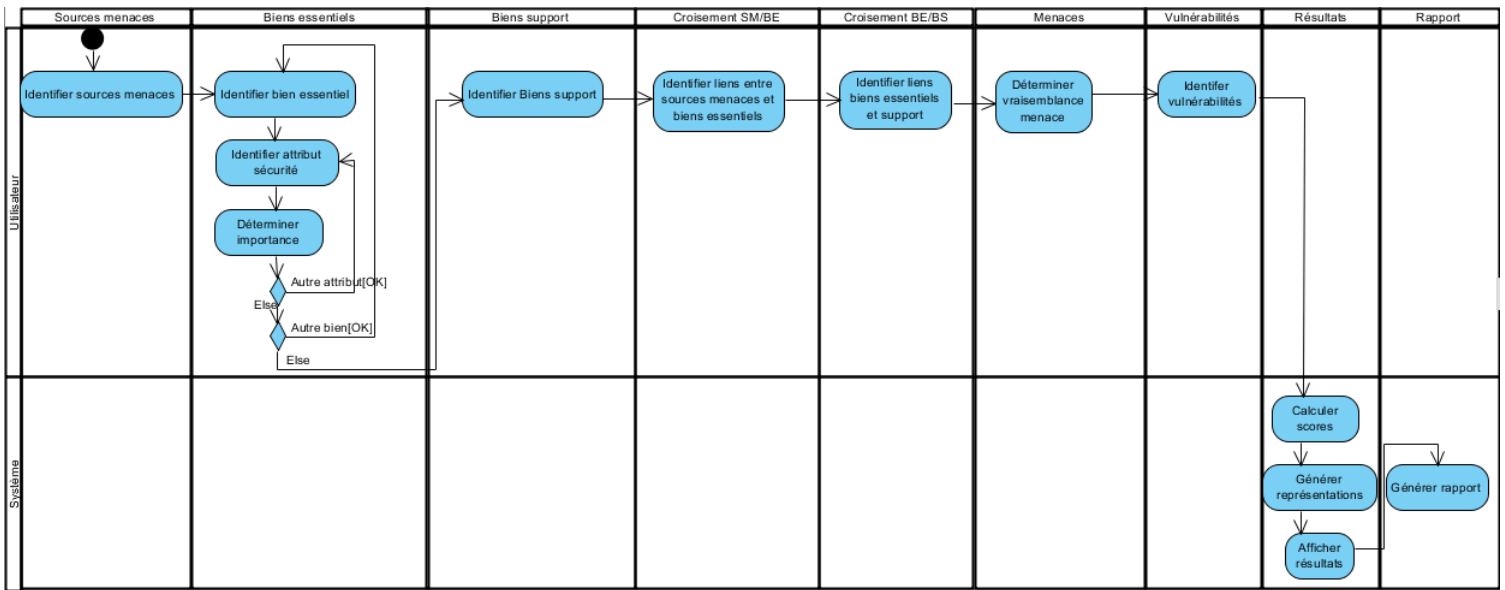 Sources menaces
Biens essentiels
Biens support
Croisement SM/BE
Croisement BE/BS
Menaces
Vulnérabilités
Résultats
Rapport
Utilisateur
Identifier sources menaces
Identifier bien essentiel
Identifier attribut
sécurité
Déterminer
importance
Autre attribut[OK]
Else
Autre bien[OK]
Else
Identifier Biens support
Identifier liens entre
sources menaces et
biens essentiels
Identifier liens
biens essentiels
et support
Déterminer
vraisemblance
menace
Identifer
vulnérabilités
Système
Calculer
scores
Générer
représentations
Afficher
résultats
Générer rapport